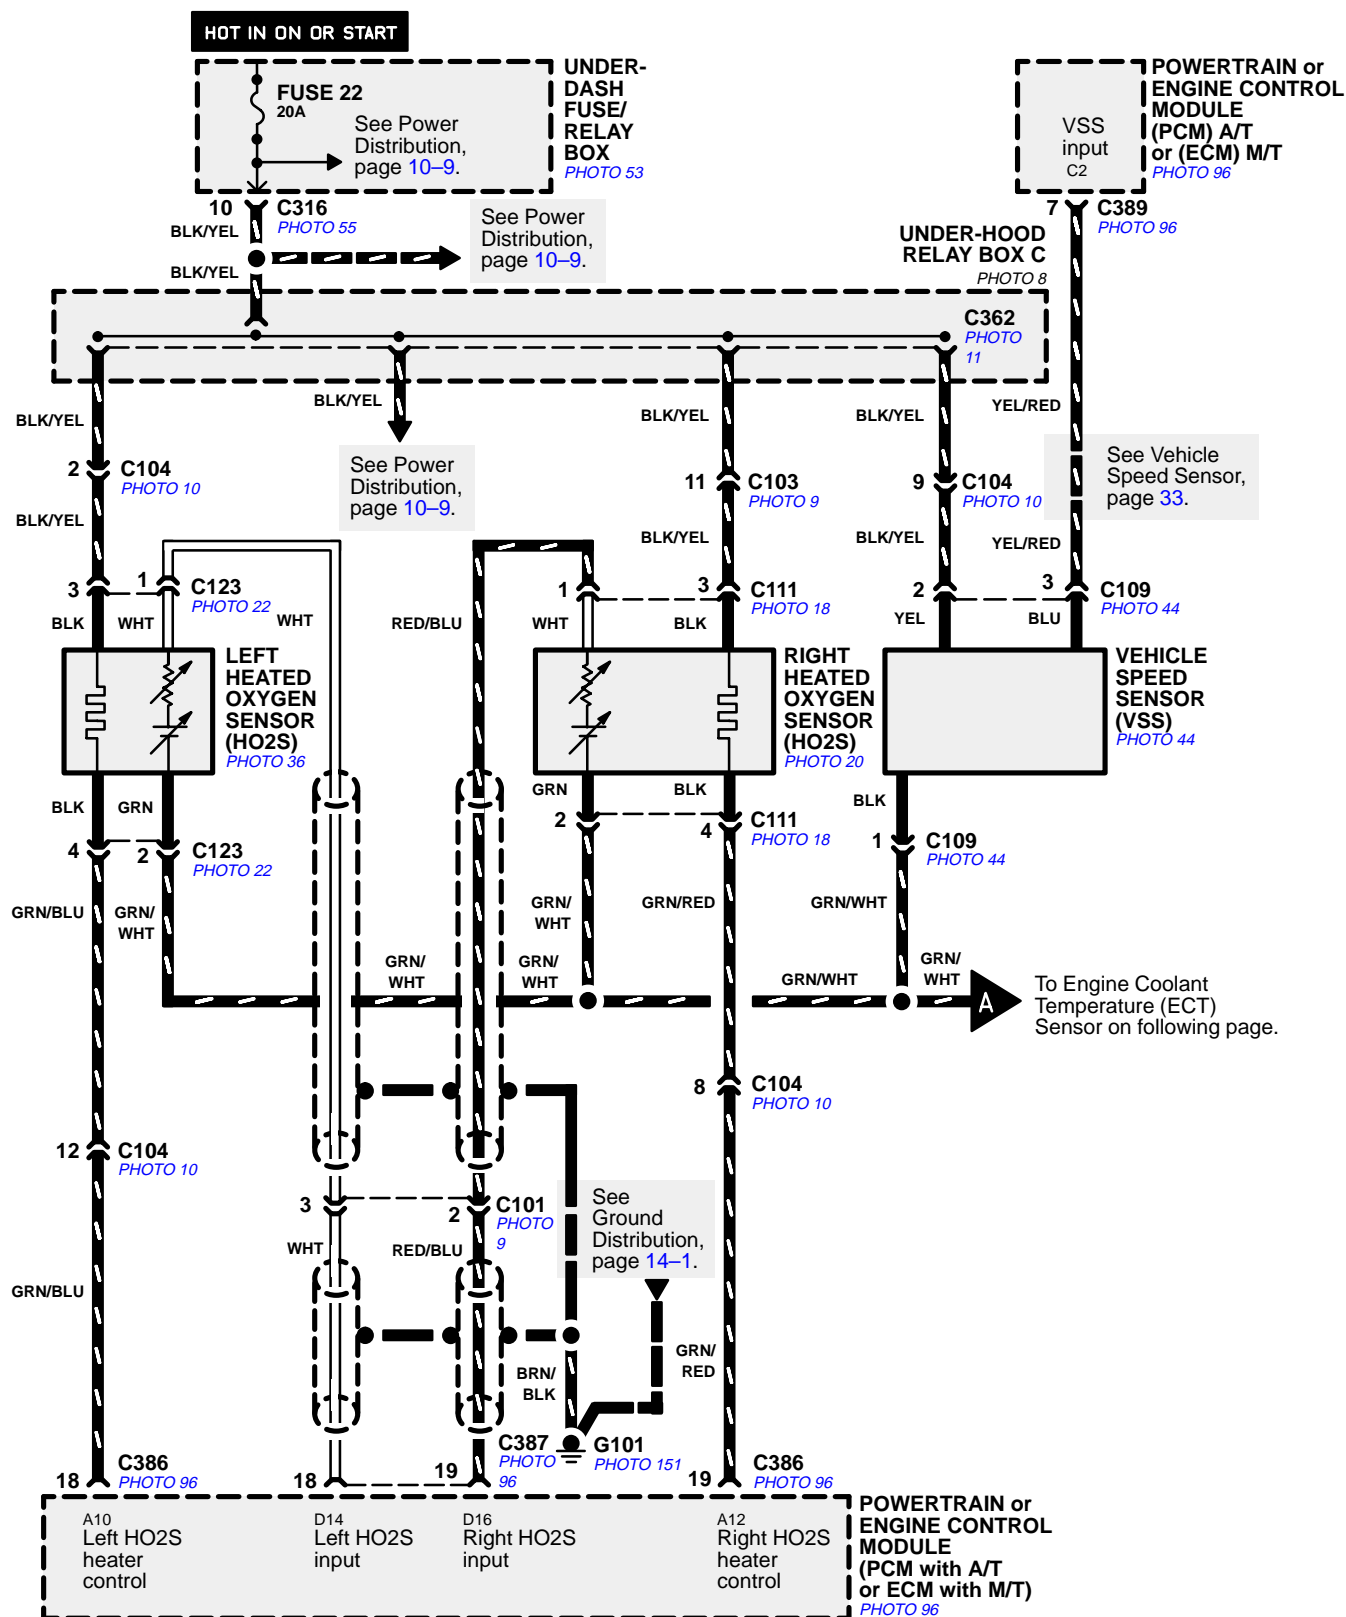 HOT IN ON OR START
FUSE 22
20A
See Power
Distribution,
page 10–9.
UNDER-
DASH
FUSE/
RELAY
BOX
PHOTO 53
VSS
input
C2
POWERTRAIN or
ENGINE CONTROL
MODULE
(PCM) A/T
or (ECM) M/T
PHOTO 96
10
C316
PHOTO 55
BLK/YEL
BLK/YEL
See Power
Distribution,
page 10–9.
7
C389
PHOTO 96
UNDER-HOOD
RELAY BOX C
PHOTO 8
C362
PHOTO
11
BLK/YEL
BLK/YEL
BLK/YEL
BLK/YEL
YEL/RED
See Power
Distribution,
page 10–9.
See Vehicle
Speed Sensor,
page 33.
2
C104
PHOTO 10
11
C103
PHOTO 9
9
C104
PHOTO 10
BLK/YEL
BLK/YEL
BLK/YEL
YEL/RED
3
1
C123
PHOTO 22
1
3
C111
PHOTO 18
2
3
C109
PHOTO 44
BLK
WHT
WHT
RED/BLU
WHT
BLK
YEL
BLU
LEFT
HEATED
OXYGEN
SENSOR
(HO2S)
PHOTO 36
RIGHT
HEATED
OXYGEN
SENSOR
(HO2S)
PHOTO 20
VEHICLE
SPEED
SENSOR
(VSS)
PHOTO 44
BLK
GRN
GRN
BLK
BLK
4
2
C123
PHOTO 22
2
4
C111
PHOTO 18
1
C109
PHOTO 44
GRN/BLU
GRN/
WHT
GRN/
WHT
GRN/RED
GRN/WHT
GRN/
WHT
GRN/
WHT
GRN/WHT
GRN/
WHT
A
To Engine Coolant
Temperature (ECT)
Sensor on following page.
8
C104
PHOTO 10
12
C104
PHOTO 10
3
2
C101
PHOTO
9
See
Ground
Distribution,
page 14–1.
WHT
RED/BLU
GRN/BLU
BRN/
BLK
GRN/
RED
18
C386
PHOTO 96
18
19
C387
PHOTO
96
G101
PHOTO 151
19
C386
PHOTO 96
A10
Left HO2S
heater
control
D14
Left HO2S
input
D16
Right HO2S
input
A12
Right HO2S
heater
control
POWERTRAIN or
ENGINE CONTROL
MODULE
(PCM with A/T
or ECM with M/T)
PHOTO 96